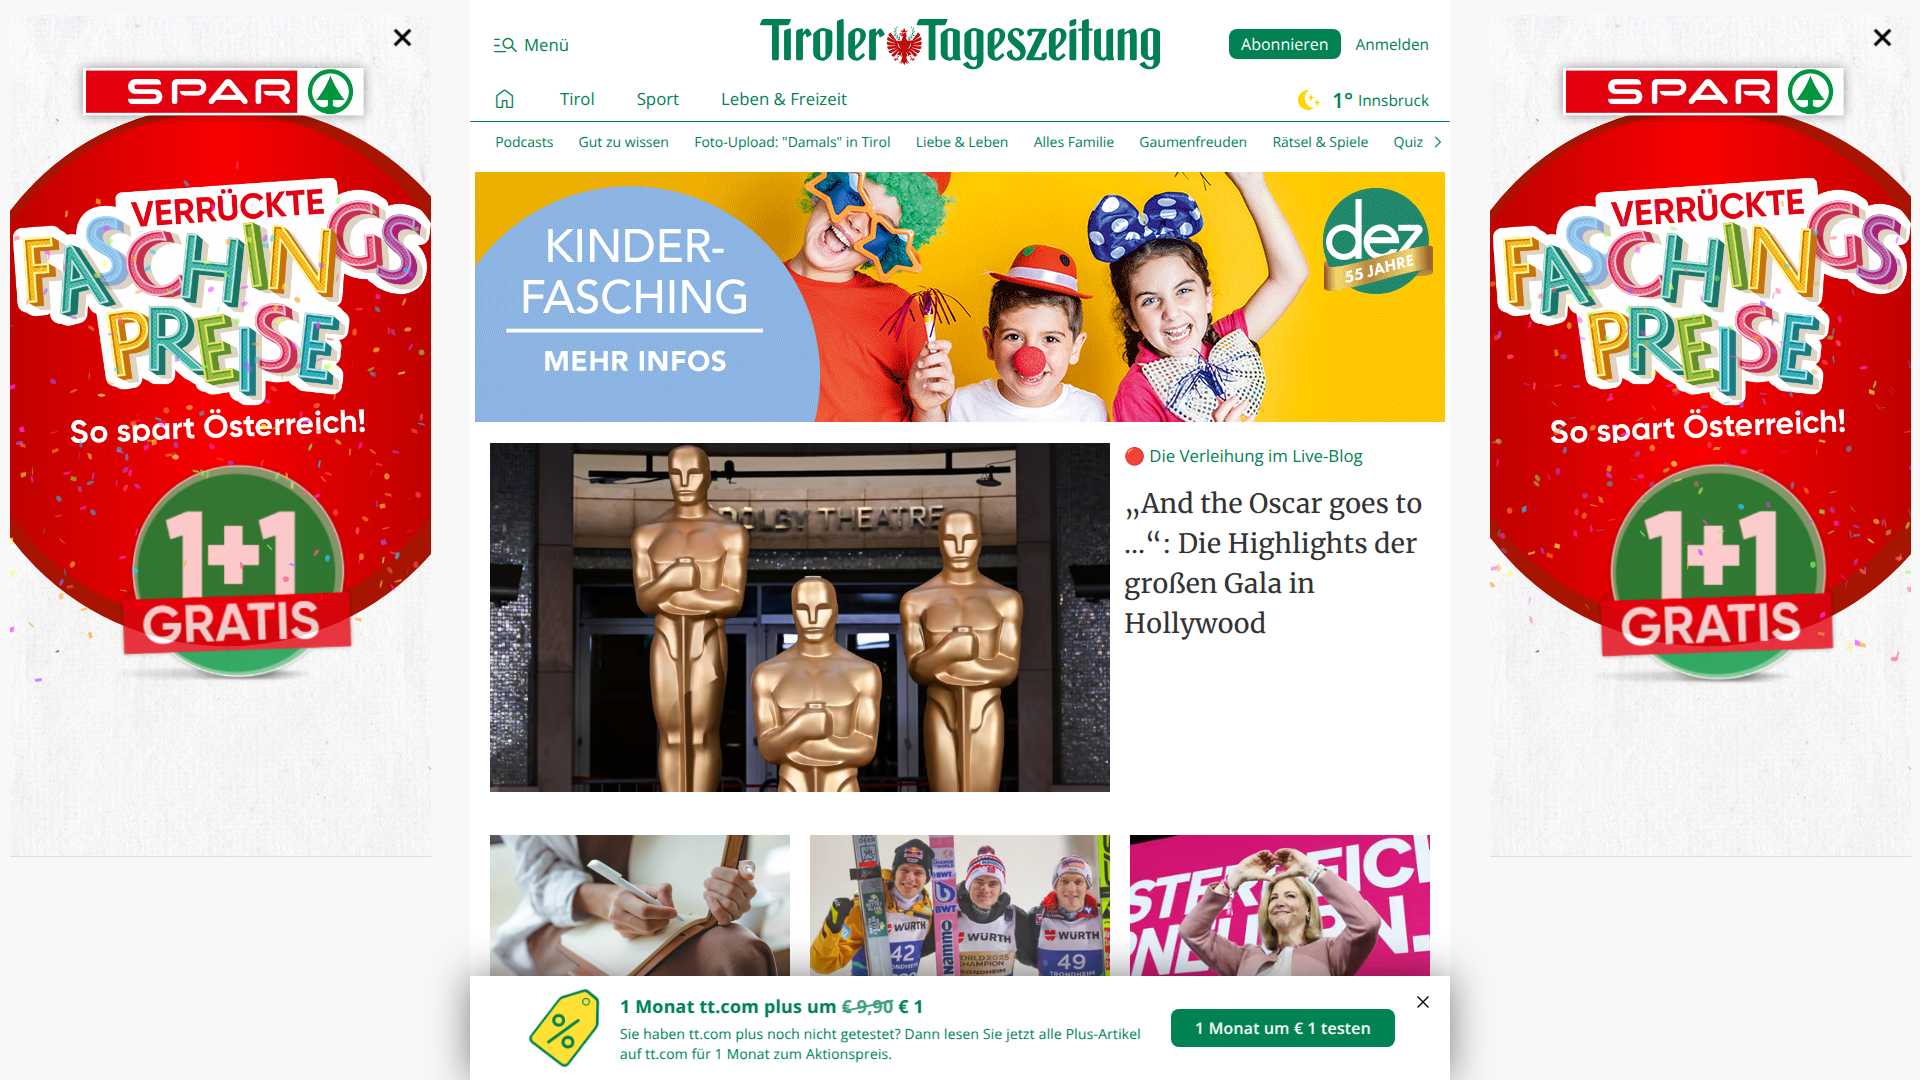 Menü
Tiroler Tageszeitung
Abonnieren
Anmelden
Tirol
Sport
Leben & Freizeit
1° Innsbruck
Podcasts
Gut zu wissen
Foto-Upload: "Damals" in Tirol
Liebe & Leben
Alles Familie
Gaumenfreuden
Rätsel & Spiele
Quiz
SPAR
VERRÜCKTE
FASCHINGS
PREISE
So spart Österreich!
1+1
GRATIS
KINDER-
FASCHING
MEHR INFOS
dez
55 JAHRE
DOLBY THEATRE
Die Verleihung im Live-Blog
„And the Oscar goes to
...“: Die Highlights der
großen Gala in
Hollywood
WÜRTH
42
BWT
BWT
WÜRTH
WORLD 2025
CHAMPION
WÜRTH
49
TRONDHEIM
1 Monat tt.com plus um € 9,90 € 1
Sie haben tt.com plus noch nicht getestet? Dann lesen Sie jetzt alle Plus-Artikel
auf tt.com für 1 Monat zum Aktionspreis.
1 Monat um € 1 testen
SPAR
VERRÜCKTE
FASCHINGS
PREISE
So spart Österreich!
1+1
GRATIS